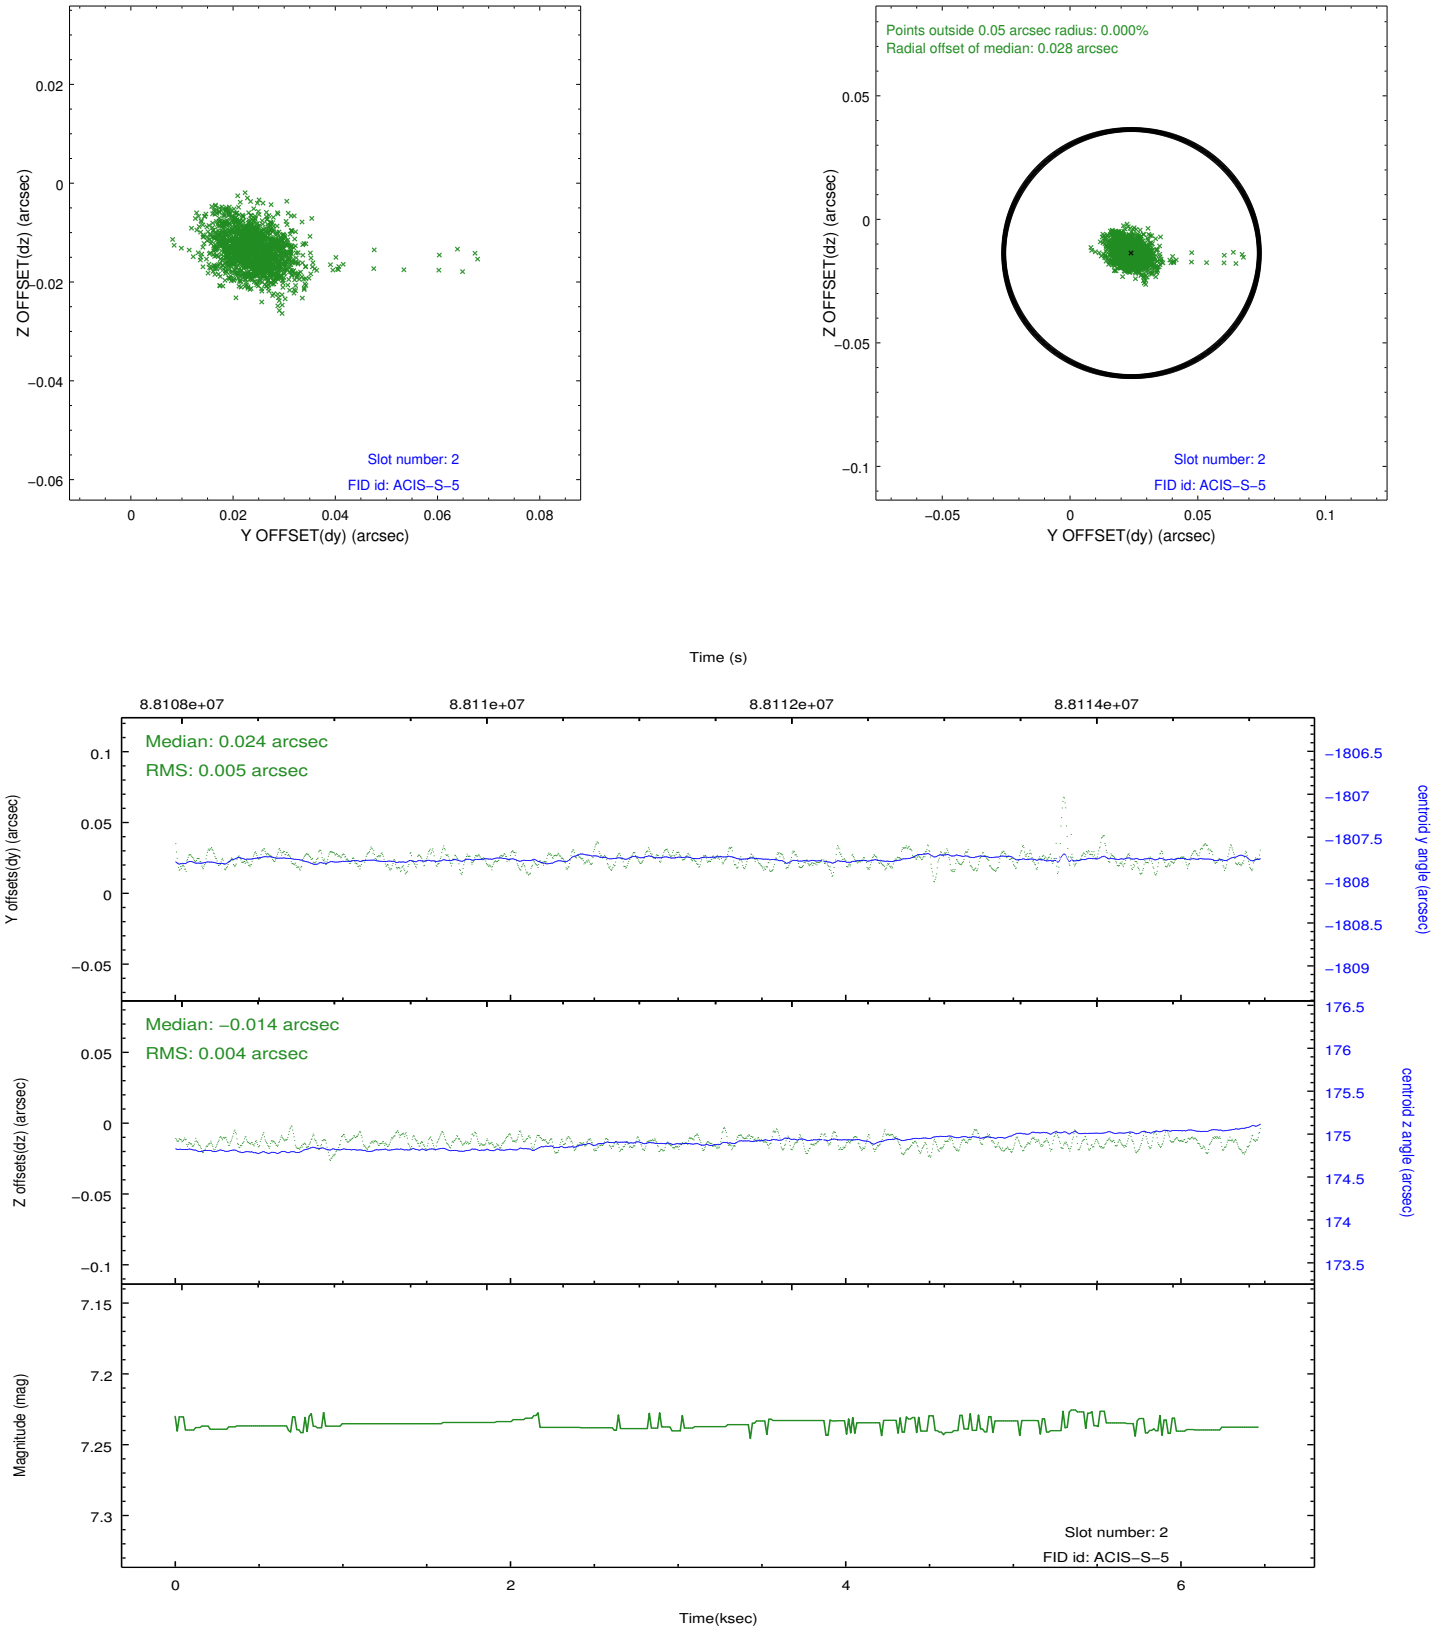 0.02
0
−0.02
−0.04
−0.06
Z OFFSET(dz) (arcsec)
Slot number: 2
FID id: ACIS−S−5
0
0.02
0.04
0.06
0.08
Y OFFSET(dy) (arcsec)
Points outside 0.05 arcsec radius: 0.000%
Radial offset of median: 0.028 arcsec
0.05
0
−0.05
−0.1
Z OFFSET(dz) (arcsec)
Slot number: 2
FID id: ACIS−S−5
−0.05
0
0.05
0.1
Y OFFSET(dy) (arcsec)
Time (s)
8.8108e+07
8.811e+07
8.8112e+07
8.8114e+07
Median: 0.024 arcsec
RMS: 0.005 arcsec
0.1
0.05
0
−0.05
Y offsets(dy) (arcsec)
−1806.5
−1807
−1807.5
−1808
−1808.5
−1809
centroid y angle (arcsec)
Median: −0.014 arcsec
RMS: 0.004 arcsec
0.05
0
−0.05
−0.1
Z offsets(dz) (arcsec)
176.5
176
175.5
175
174.5
174
173.5
centroid z angle (arcsec)
7.15
7.2
7.25
7.3
Magnitude (mag)
Slot number: 2
FID id: ACIS−S−5
0
2
4
6
Time(ksec)